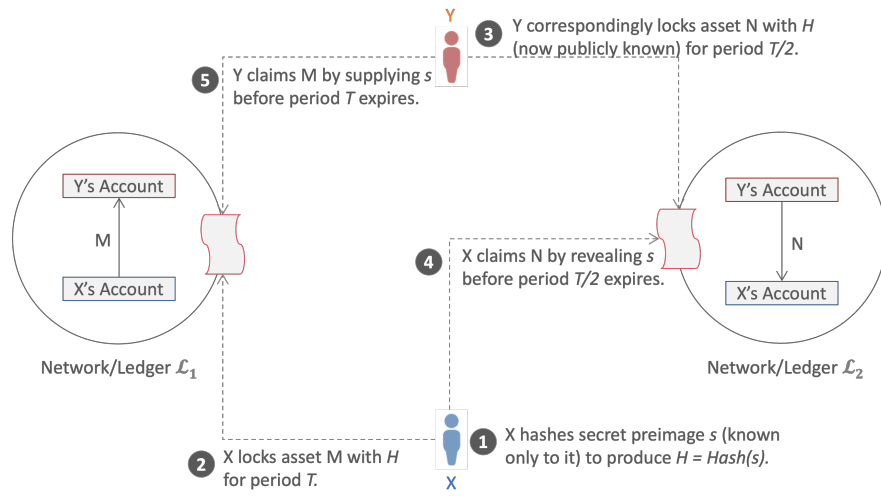 Y
3
Y correspondingly locks asset N with H
(now publicly known) for period T/2.
5
Y claims M by supplying s
before period T expires.
Y's Account
M
X's Account
Network/Ledger ℒ₁
4
X claims N by revealing s
before period T/2 expires.
Y's Account
N
X's Account
Network/Ledger ℒ₂
2
X locks asset M with H
for period T.
X
1
X hashes secret preimage s (known
only to it) to produce H = Hash(s).